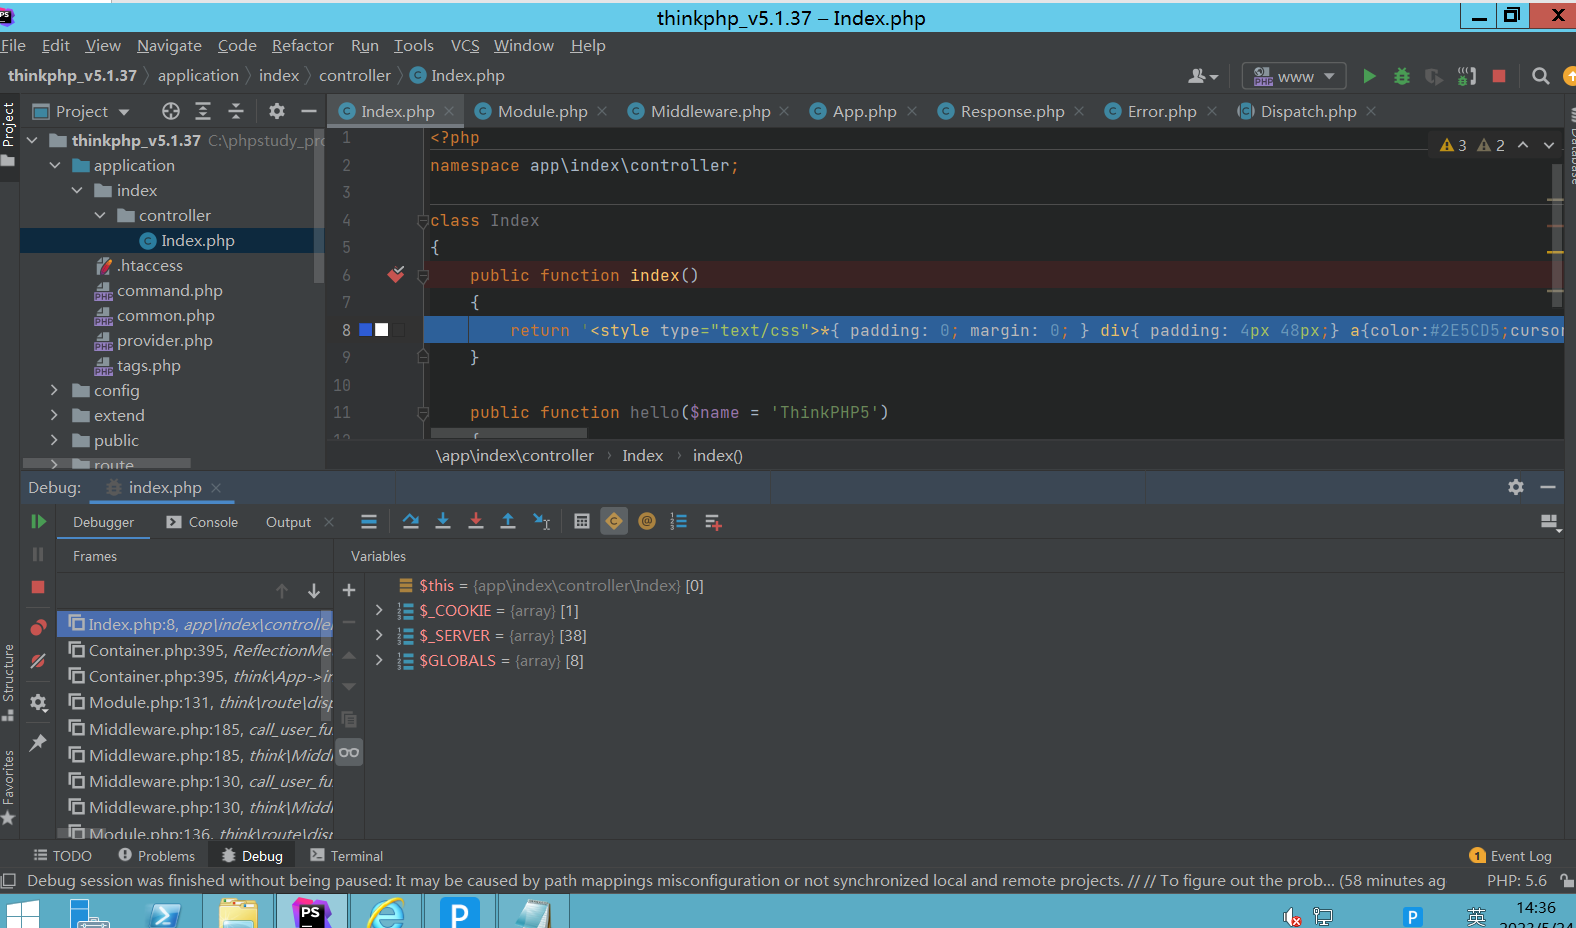 thinkphp_v5.1.37 – Index.php
File Edit View Navigate Code Refactor Run Tools VCS Window Help
thinkphp_v5.1.37 application index controller Index.php
www
Project
Index.php Module.php Middleware.php App.php Response.php Error.php Dispatch.php
Project
Structure
Favorites
Database
thinkphp_v5.1.37 C:\phpstudy_pro
application
index
controller
Index.php
.htaccess
command.php
common.php
provider.php
tags.php
config
extend
public
route
3 2
1 <?php
2 namespace app\index\controller;
3
4 class Index
5 {
6 public function index()
7 {
8 return '<style type="text/css">*{ padding: 0; margin: 0; } div{ padding: 4px 48px;} a{color:#2E5CD5;cursor
9 }
10
11 public function hello($name = 'ThinkPHP5')
12 {
\app\index\controller › Index › index()
Debug: index.php
Debugger Console Output
Frames Variables
Index.php:8, app\index\controller
Container.php:395, ReflectionMe
Container.php:395, think\App->in
Module.php:131, think\route\disp
Middleware.php:185, call_user_fu
Middleware.php:185, think\Middl
Middleware.php:130, call_user_fu
Middleware.php:130, think\Middl
Module.php:136, think\route\disp
$this = {app\index\controller\Index} [0]
$_COOKIE = {array} [1]
$_SERVER = {array} [38]
$GLOBALS = {array} [8]
TODO Problems Debug Terminal
1 Event Log
Debug session was finished without being paused: It may be caused by path mappings misconfiguration or not synchronized local and remote projects. // // To figure out the prob... (58 minutes ag
PHP: 5.6
英
14:36
2023/5/24